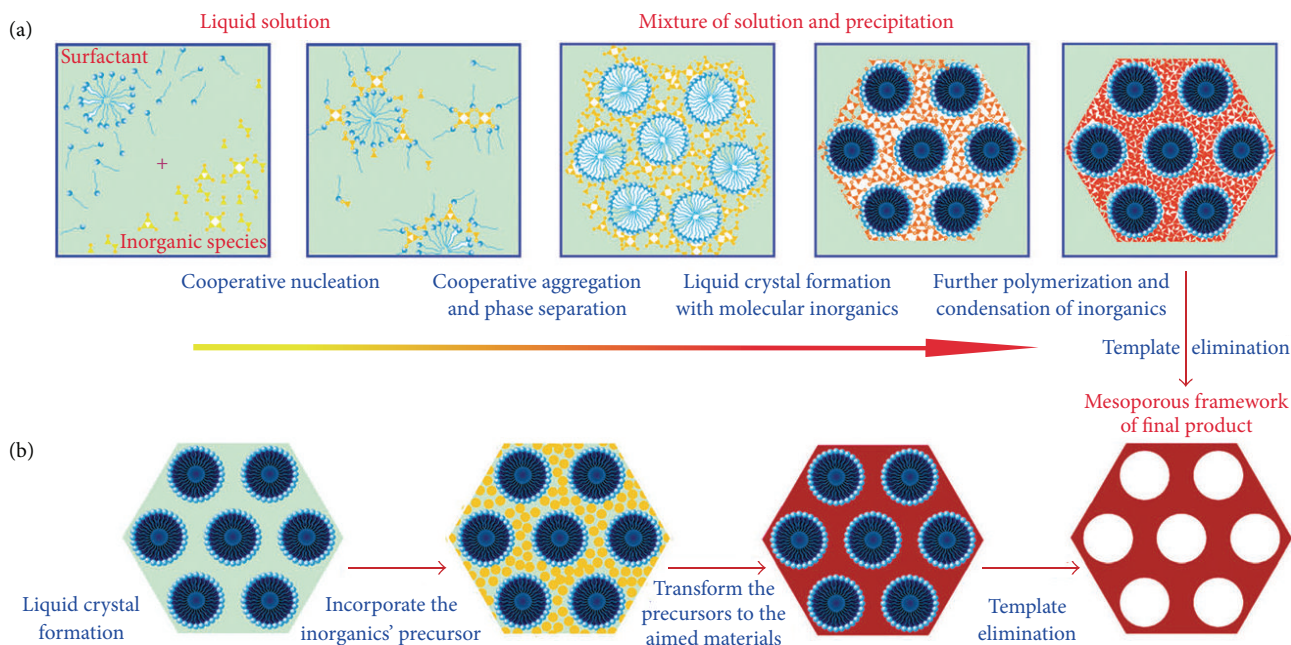 (a)
Liquid solution
Mixture of solution and precipitation
Surfactant
+
Inorganic species
Cooperative nucleation
Cooperative aggregation
and phase separation
Liquid crystal formation
with molecular inorganics
Further polymerization and
condensation of inorganics
Template elimination
Mesoporous framework
of final product
(b)
Liquid crystal
formation
Incorporate the
inorganics' precursor
Transform the
precursors to the
aimed materials
Template
elimination